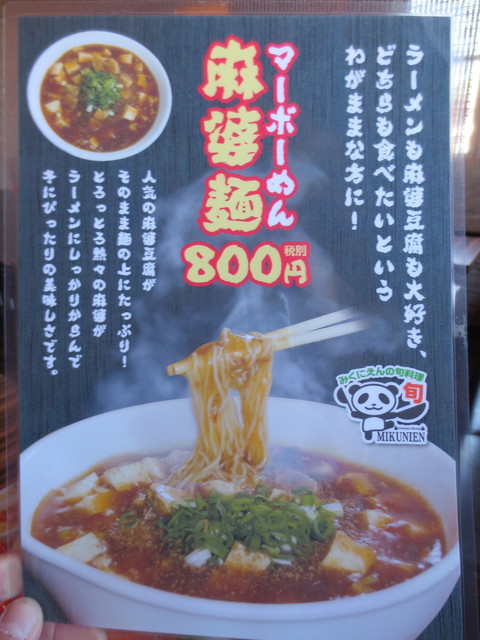 ラーメンも麻婆豆腐も大好き、
どちらも食べたいという
わがままな方に!
マーボーめん
麻婆麺
800円
税別
人気の麻婆豆腐が
そのまま麺の上にたっぷり!
とろっとろ熱々の麻婆が
ラーメンにしっかりからんで
冬にぴったりの美味しさです。
みくにえんの旬料理
旬
MIKUNIEN